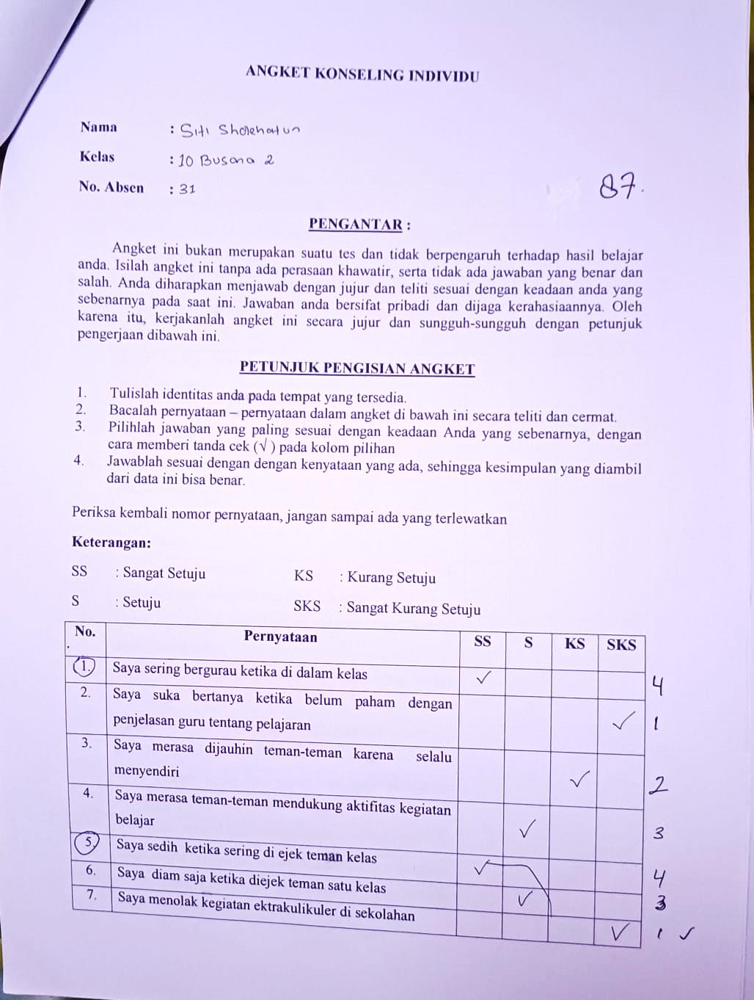 ANGKET KONSELING INDIVIDU
Nama : Siti Sholehatun
Kelas : 10 Busana 2
No. Absen : 31
87.
PENGANTAR :
Angket ini bukan merupakan suatu tes dan tidak berpengaruh terhadap hasil belajar
anda. Isilah angket ini tanpa ada perasaan khawatir, serta tidak ada jawaban yang benar dan
salah. Anda diharapkan menjawab dengan jujur dan teliti sesuai dengan keadaan anda yang
sebenarnya pada saat ini. Jawaban anda bersifat pribadi dan dijaga kerahasiaannya. Oleh
karena itu, kerjakanlah angket ini secara jujur dan sungguh-sungguh dengan petunjuk
pengerjaan dibawah ini.
PETUNJUK PENGISIAN ANGKET
1. Tulislah identitas anda pada tempat yang tersedia.
2. Bacalah pernyataan – pernyataan dalam angket di bawah ini secara teliti dan cermat.
3. Pilihlah jawaban yang paling sesuai dengan keadaan Anda yang sebenarnya, dengan
cara memberi tanda cek (√ ) pada kolom pilihan
4. Jawablah sesuai dengan dengan kenyataan yang ada, sehingga kesimpulan yang diambil
dari data ini bisa benar.
Periksa kembali nomor pernyataan, jangan sampai ada yang terlewatkan
Keterangan:
SS : Sangat Setuju KS : Kurang Setuju
S : Setuju SKS : Sangat Kurang Setuju
No. Pernyataan SS S KS SKS
1. Saya sering bergurau ketika di dalam kelas ✓ 4
2. Saya suka bertanya ketika belum paham dengan
penjelasan guru tentang pelajaran ✓ 1
3. Saya merasa dijauhin teman-teman karena selalu
menyendiri ✓ 2
4. Saya merasa teman-teman mendukung aktifitas kegiatan
belajar ✓ 3
5. Saya sedih ketika sering di ejek teman kelas ✓ 4
6. Saya diam saja ketika diejek teman satu kelas ✓ 3
7. Saya menolak kegiatan ektrakulikuler di sekolahan ✓ 1 ✓